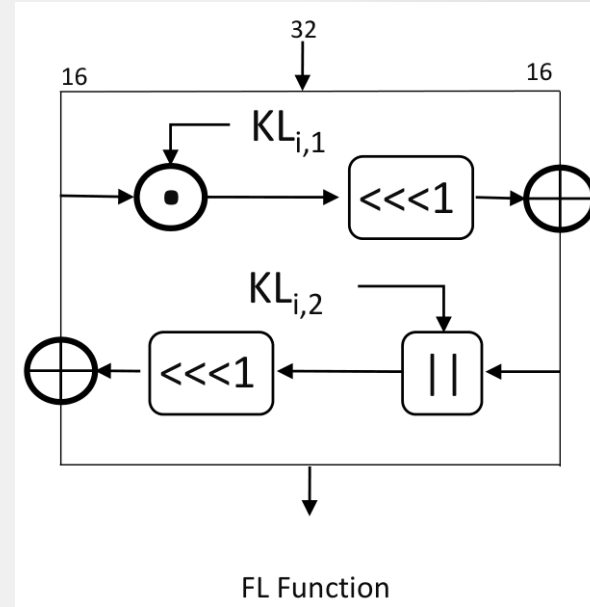 32
16
16
KLi,1
<<<1
KLi,2
<<<1
||
FL Function